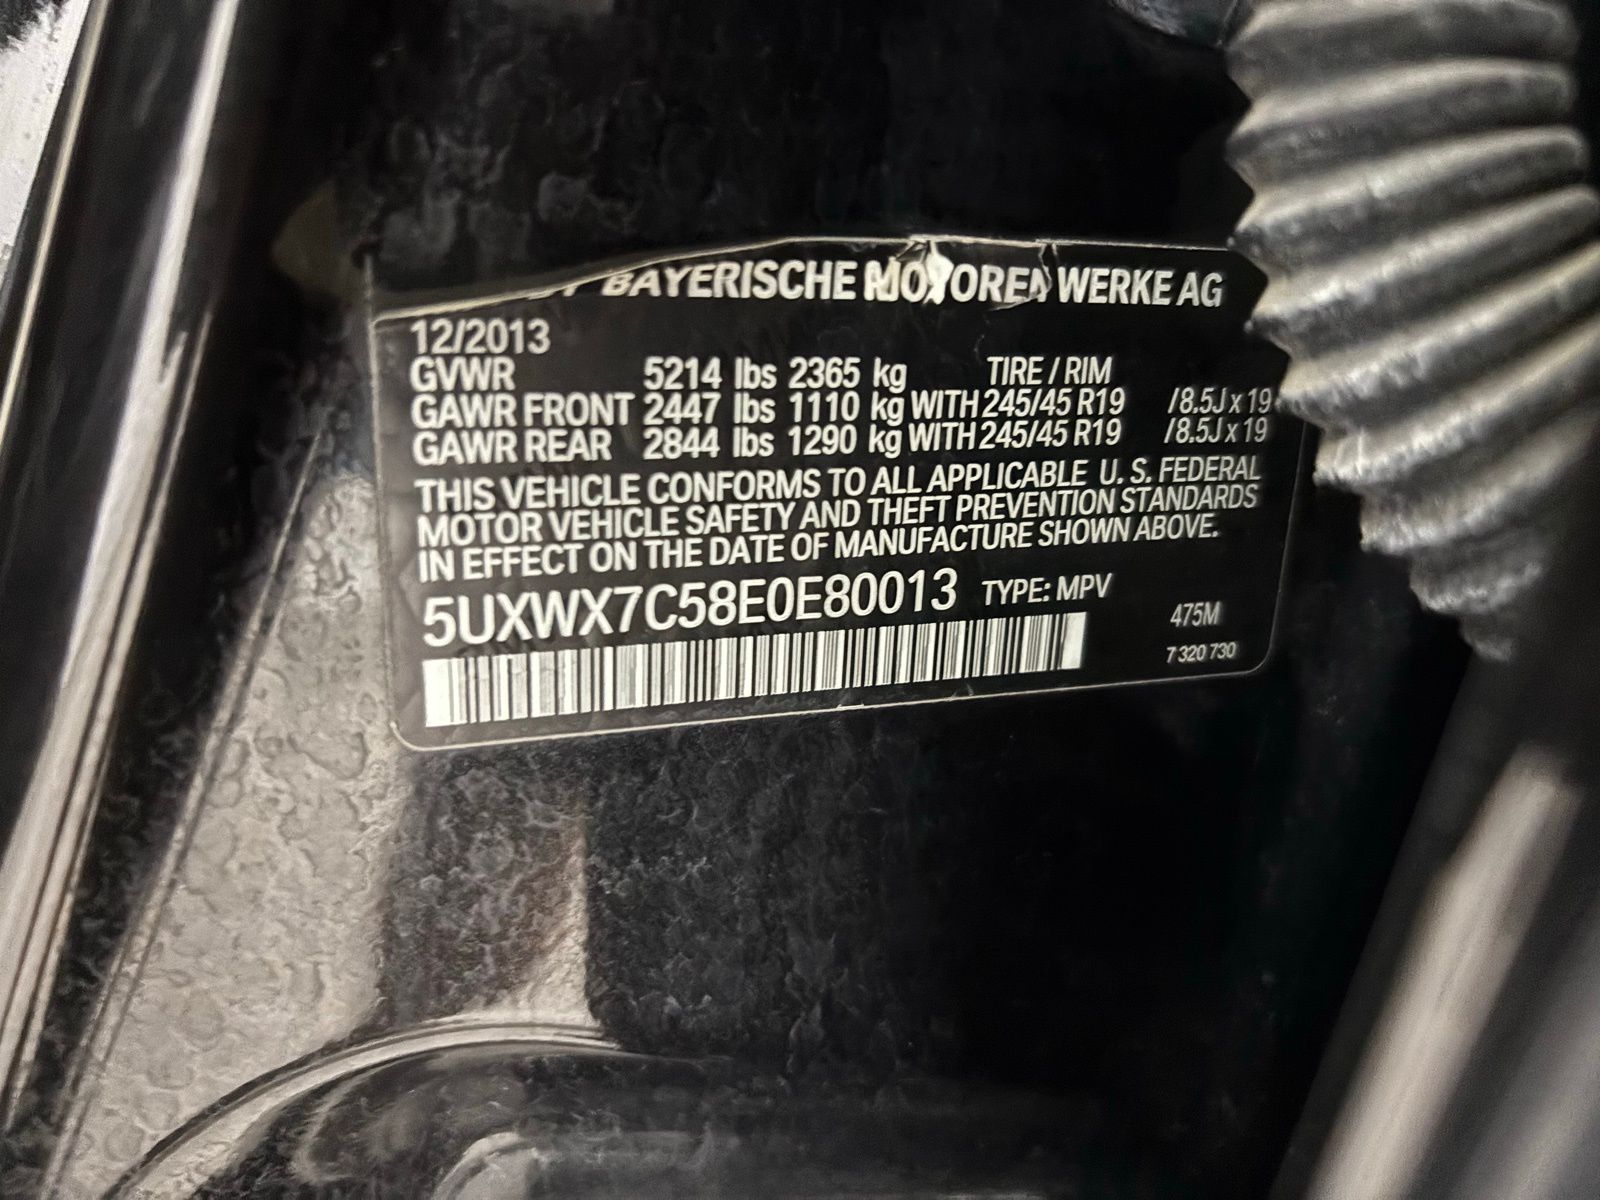 BAYERISCHE MOTOREN WERKE AG
12/2013
GVWR 5214 lbs 2365 kg TIRE / RIM
GAWR FRONT 2447 lbs 1110 kg WITH 245/45 R19 /8.5J x 19
GAWR REAR 2844 lbs 1290 kg WITH 245/45 R19 /8.5J x 19
THIS VEHICLE CONFORMS TO ALL APPLICABLE U. S. FEDERAL
MOTOR VEHICLE SAFETY AND THEFT PREVENTION STANDARDS
IN EFFECT ON THE DATE OF MANUFACTURE SHOWN ABOVE.
5UXWX7C58E0E80013 TYPE: MPV
475M
7 320 730